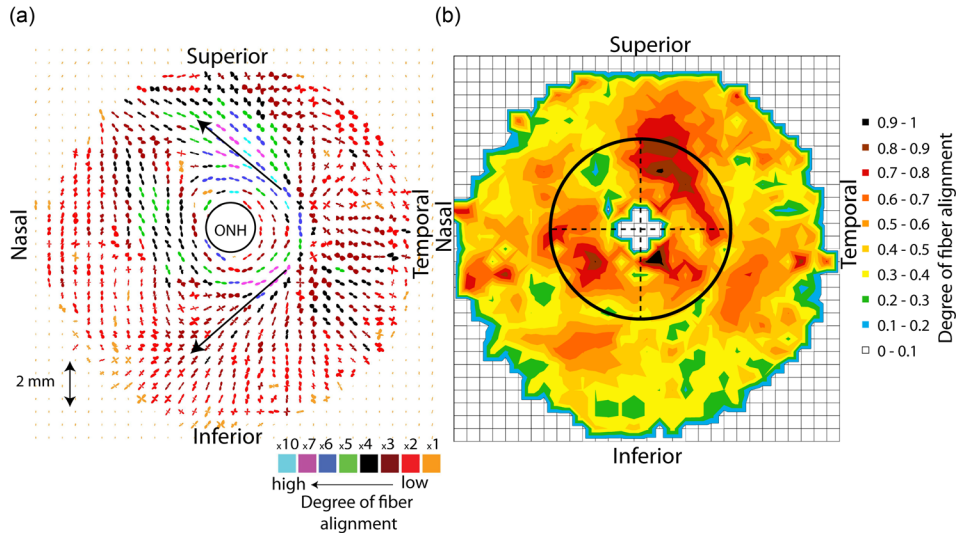 (a)
(b)
Superior
Nasal
ONH
Temporal
2 mm
Inferior
x10 x7 x6 x5 x4 x3 x2 x1
high low
Degree of fiber
alignment
Superior
Nasal
Temporal
Inferior
0.9 - 1
0.8 - 0.9
0.7 - 0.8
0.6 - 0.7
0.5 - 0.6
0.4 - 0.5
0.3 - 0.4
0.2 - 0.3
0.1 - 0.2
0 - 0.1
Degree of fiber alignment